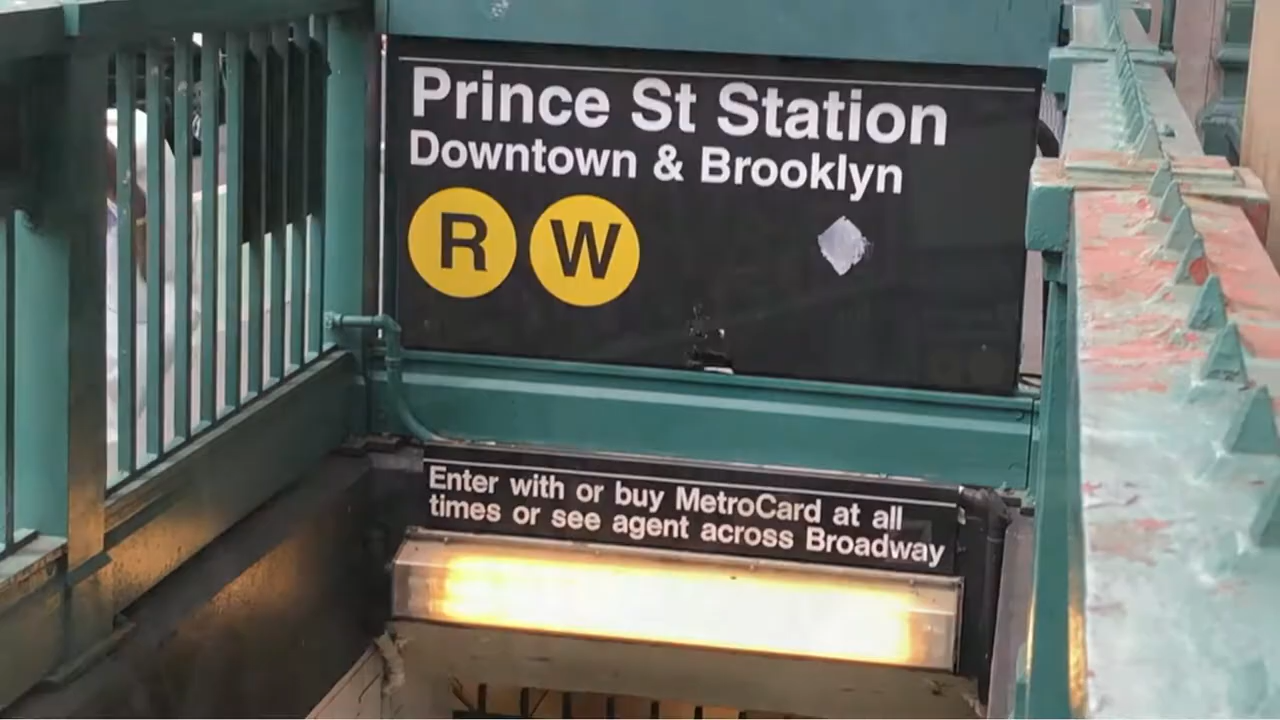 Prince St Station
Downtown & Brooklyn
R W
Enter with or buy MetroCard at all
times or see agent across Broadway